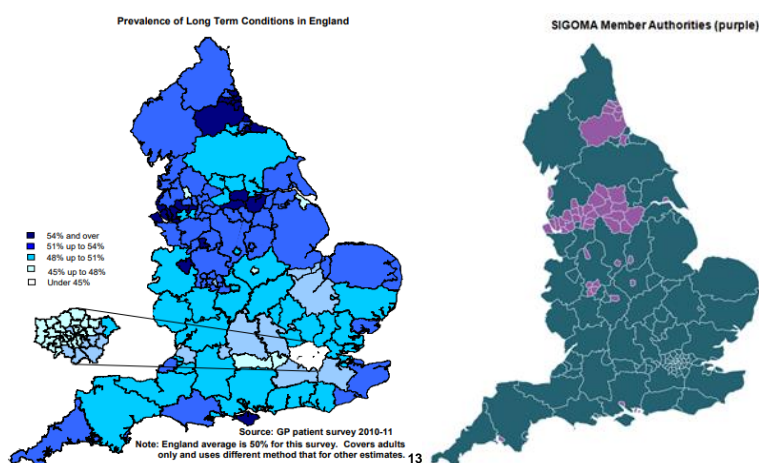 Prevalence of Long Term Conditions in England
54% and over
51% up to 54%
48% up to 51%
45% up to 48%
Under 45%
Source: GP patient survey 2010-11
Note: England average is 50% for this survey. Covers adults
only and uses different method that for other estimates.
13
SIGOMA Member Authorities (purple)